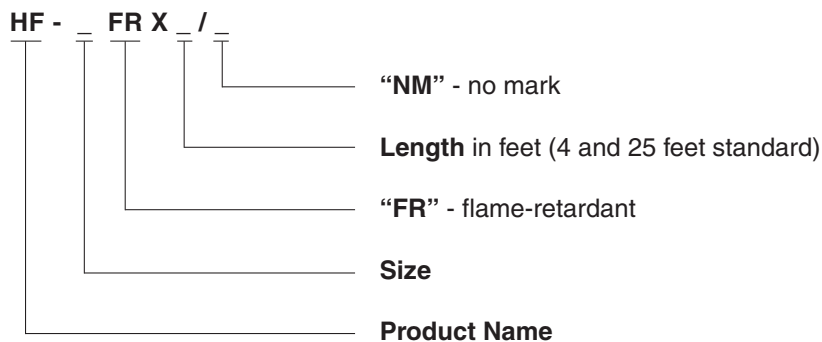 HF - _ FR X _ / _
“NM” - no mark
Length in feet (4 and 25 feet standard)
“FR” - flame-retardant
Size
Product Name